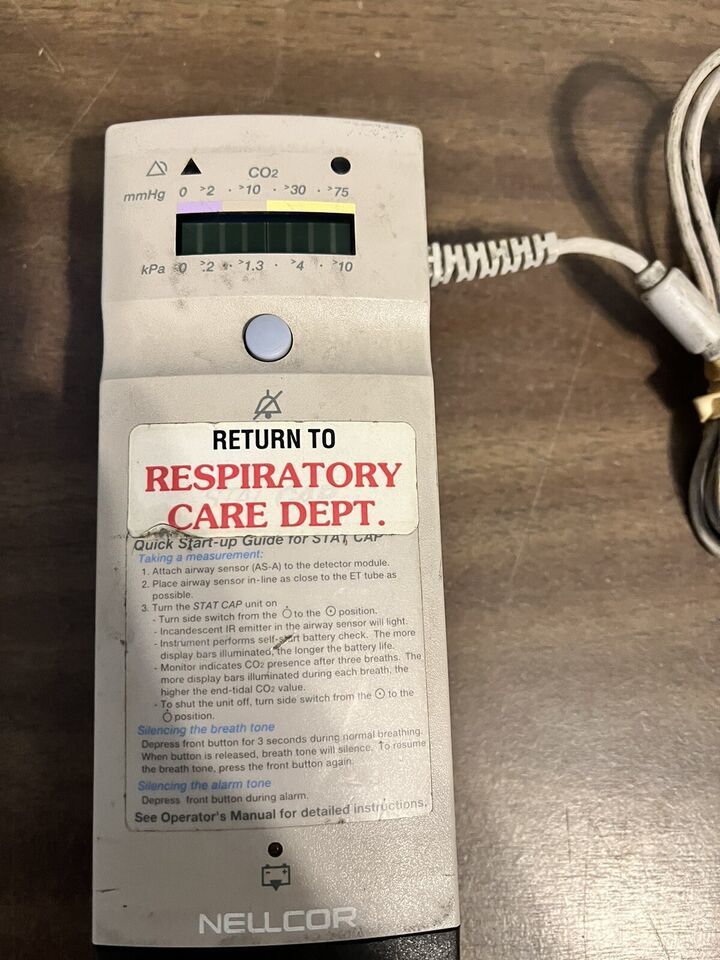 CO2
mmHg 0 >2 · >10 · >30 · >75
kPa 0 >.2 · >1.3 · >4 · >10
RETURN TO
RESPIRATORY
CARE DEPT.
Quick Start-up Guide for STAT CAP
Taking a measurement:
1. Attach airway sensor (AS-A) to the detector module.
2. Place airway sensor in-line as close to the ET tube as
possible.
3. Turn the STAT CAP unit on
- Turn side switch from the to the position.
- Incandescent IR emitter in the airway sensor will light.
- Instrument performs self-start battery check. The more
display bars illuminated, the longer the battery life.
- Monitor indicates CO2 presence after three breaths. The
more display bars illuminated during each breath, the
higher the end-tidal CO2 value.
- To shut the unit off, turn side switch from the to the
position.
Silencing the breath tone
Depress front button for 3 seconds during normal breathing.
When button is released, breath tone will silence. To resume
the breath tone, press the front button again.
Silencing the alarm tone
Depress front button during alarm.
See Operator's Manual for detailed instructions.
NELLCOR